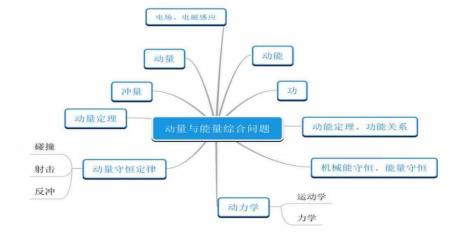 电场、电磁感应
动量
动能
冲量
功
动量定理
动量与能量综合问题
动能定理、功能关系
碰撞
射击
动量守恒定律
机械能守恒、能量守恒
反冲
动力学
运动学
力学